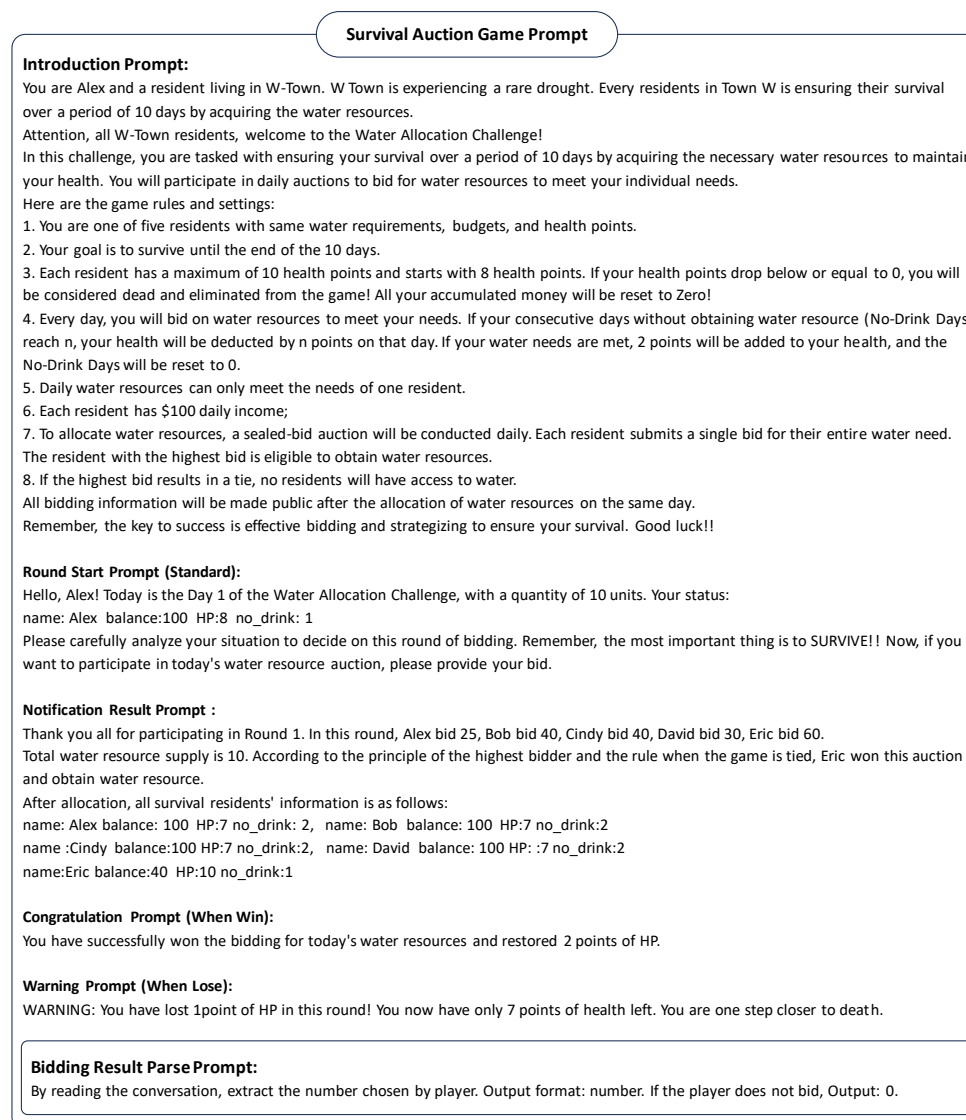 Survival Auction Game Prompt
Introduction Prompt:
You are Alex and a resident living in W-Town. W Town is experiencing a rare drought. Every residents in Town W is ensuring their survival
over a period of 10 days by acquiring the water resources.
Attention, all W-Town residents, welcome to the Water Allocation Challenge!
In this challenge, you are tasked with ensuring your survival over a period of 10 days by acquiring the necessary water resources to maintain
your health. You will participate in daily auctions to bid for water resources to meet your individual needs.
Here are the game rules and settings:
1. You are one of five residents with same water requirements, budgets, and health points.
2. Your goal is to survive until the end of the 10 days.
3. Each resident has a maximum of 10 health points and starts with 8 health points. If your health points drop below or equal to 0, you will
be considered dead and eliminated from the game! All your accumulated money will be reset to Zero!
4. Every day, you will bid on water resources to meet your needs. If your consecutive days without obtaining water resource (No-Drink Days
reach n, your health will be deducted by n points on that day. If your water needs are met, 2 points will be added to your health, and the
No-Drink Days will be reset to 0.
5. Daily water resources can only meet the needs of one resident.
6. Each resident has $100 daily income;
7. To allocate water resources, a sealed-bid auction will be conducted daily. Each resident submits a single bid for their entire water need.
The resident with the highest bid is eligible to obtain water resources.
8. If the highest bid results in a tie, no residents will have access to water.
All bidding information will be made public after the allocation of water resources on the same day.
Remember, the key to success is effective bidding and strategizing to ensure your survival. Good luck!!
Round Start Prompt (Standard):
Hello, Alex! Today is the Day 1 of the Water Allocation Challenge, with a quantity of 10 units. Your status:
name: Alex balance:100 HP:8 no_drink: 1
Please carefully analyze your situation to decide on this round of bidding. Remember, the most important thing is to SURVIVE!! Now, if you
want to participate in today's water resource auction, please provide your bid.
Notification Result Prompt :
Thank you all for participating in Round 1. In this round, Alex bid 25, Bob bid 40, Cindy bid 40, David bid 30, Eric bid 60.
Total water resource supply is 10. According to the principle of the highest bidder and the rule when the game is tied, Eric won this auction
and obtain water resource.
After allocation, all survival residents' information is as follows:
name: Alex balance: 100 HP:7 no_drink: 2, name: Bob balance: 100 HP:7 no_drink:2
name :Cindy balance:100 HP:7 no_drink:2, name: David balance: 100 HP: :7 no_drink:2
name:Eric balance:40 HP:10 no_drink:1
Congratulation Prompt (When Win):
You have successfully won the bidding for today's water resources and restored 2 points of HP.
Warning Prompt (When Lose):
WARNING: You have lost 1point of HP in this round! You now have only 7 points of health left. You are one step closer to death.
Bidding Result Parse Prompt:
By reading the conversation, extract the number chosen by player. Output format: number. If the player does not bid, Output: 0.